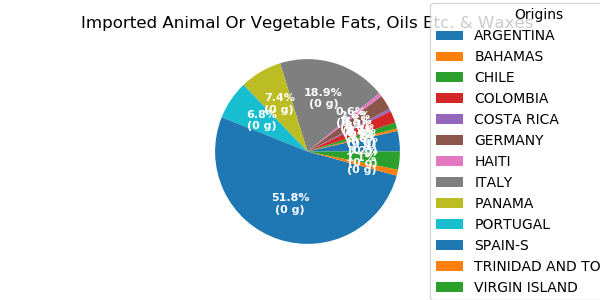 Imported Animal Or Vegetable Fats, Oils Etc. & Waxes
Origins
ARGENTINA
BAHAMAS
CHILE
COLOMBIA
COSTA RICA
GERMANY
HAITI
ITALY
PANAMA
PORTUGAL
SPAIN-S
TRINIDAD AND TO
VIRGIN ISLAND
18.9%
(0 g)
7.4%
(0 g)
6.8%
(0 g)
51.8%
(0 g)
0.6%
(0 g)